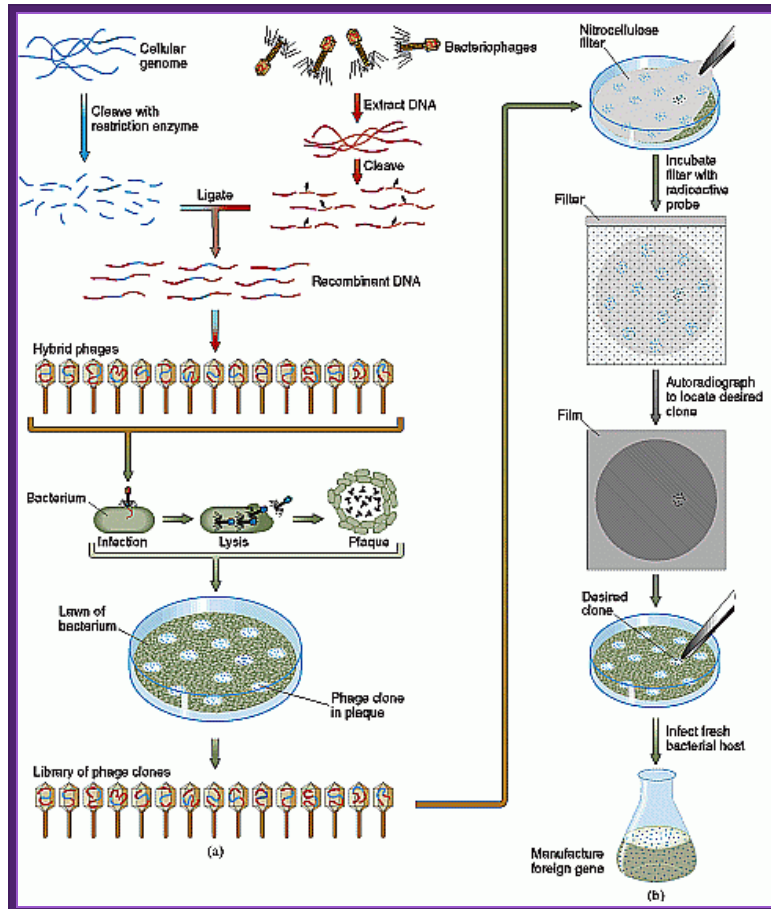 Cellular
genome
Bacteriophages
Cleave with
restriction enzyme
Extract DNA
Cleave
Ligate
Recombinant DNA
Hybrid phages
Bacterium
Infection
Lysis
Plaque
Lawn of
bacterium
Phage clone
in plaque
Library of phage clones
(a)
Nitrocellulose
filter
Incubate
filter with
radioactive
probe
Filter
Autoradiograph
to locate desired
clone
Film
Desired
clone
Infect fresh
bacterial host
Manufacture
foreign gene
(b)